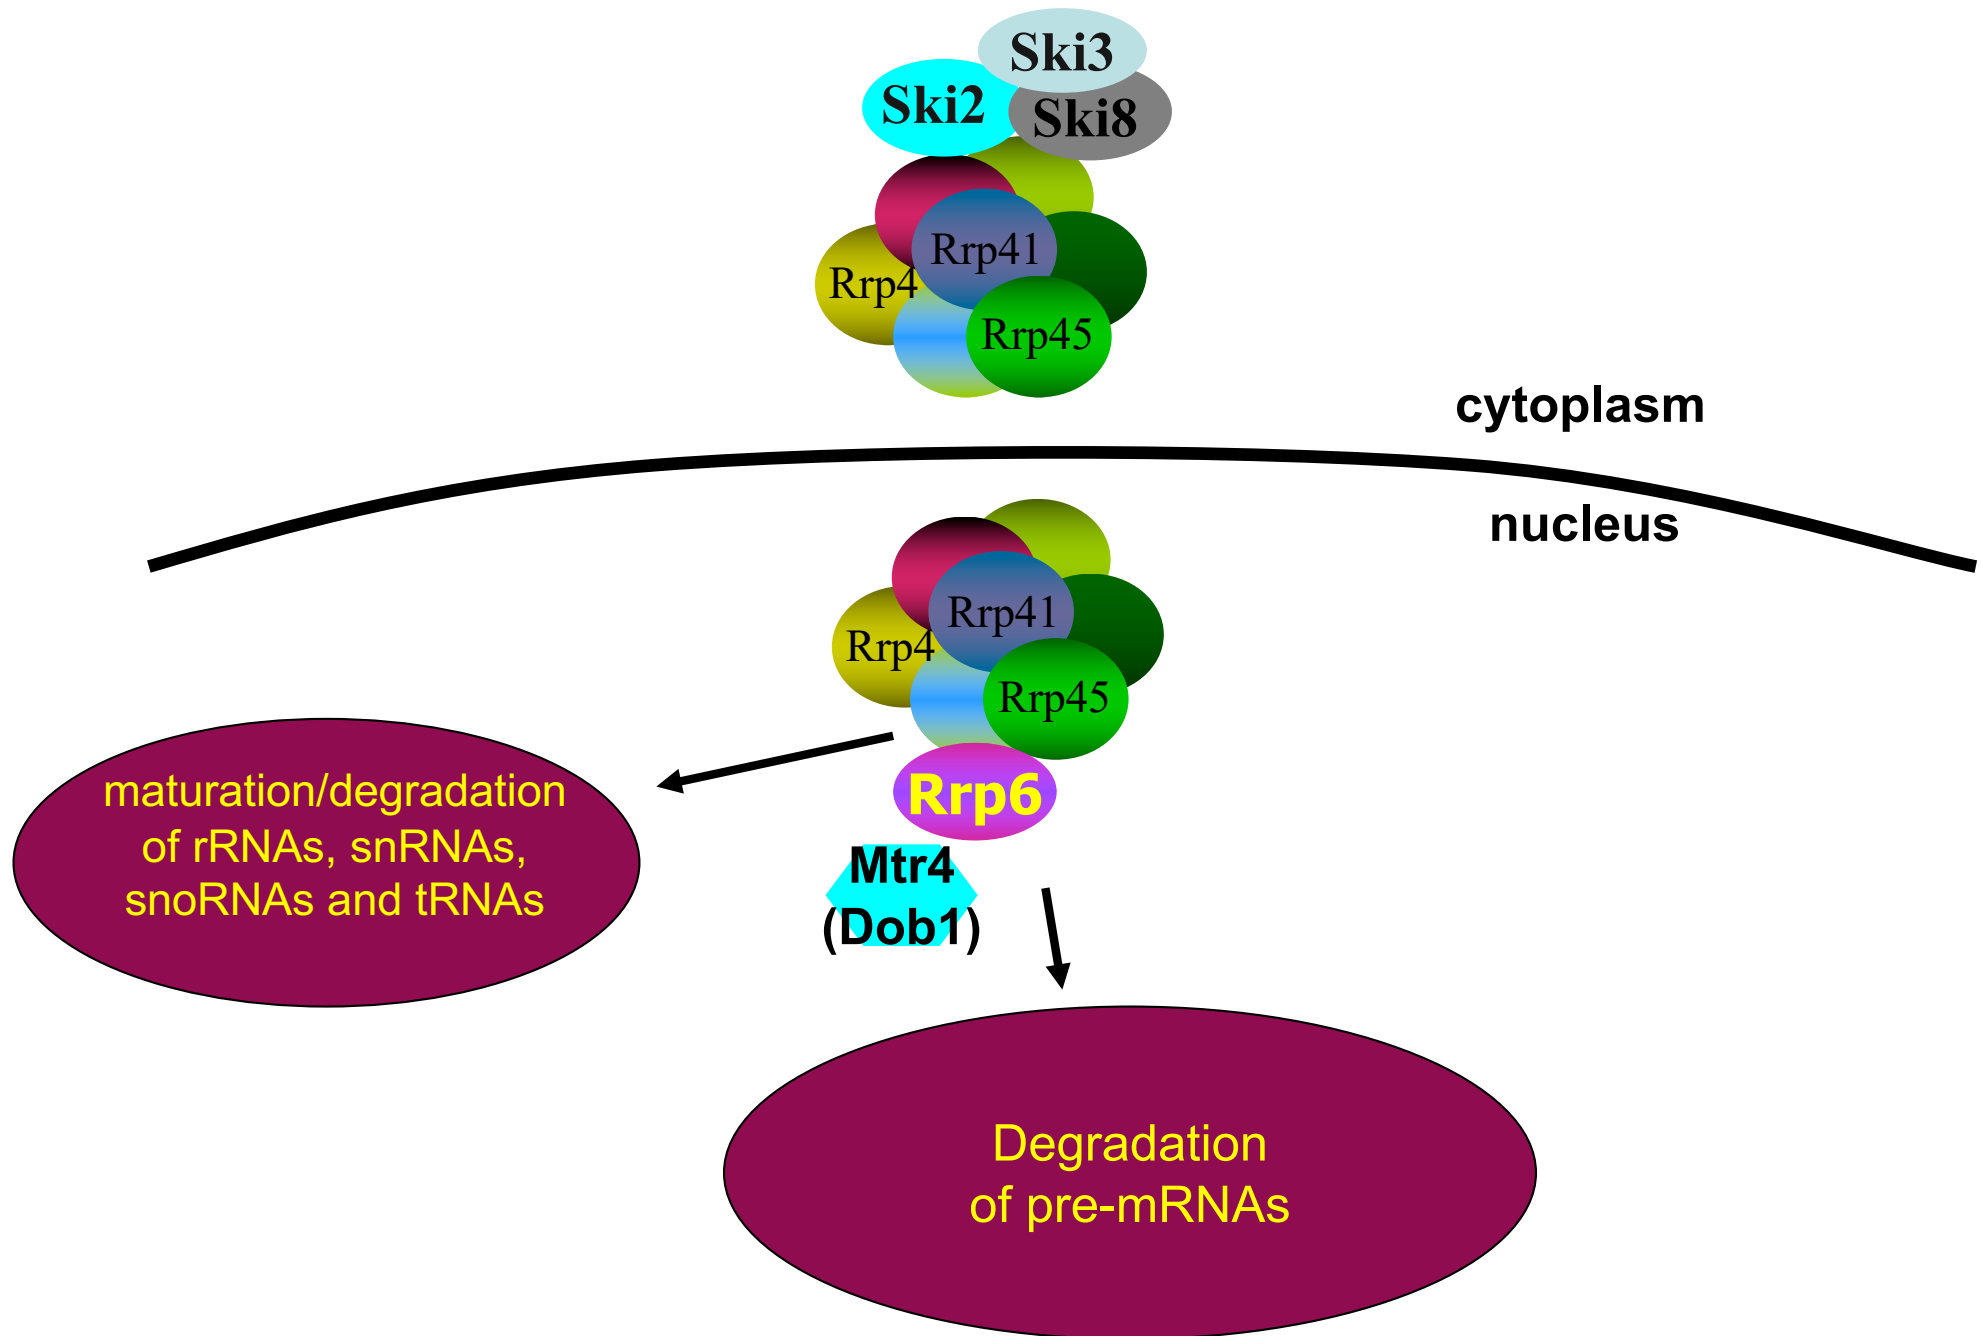 Ski3
Ski2
Ski8
Rrp41
Rrp4
Rrp45
cytoplasm
nucleus
Rrp41
Rrp4
Rrp45
Rrp6
maturation/degradation
of rRNAs, snRNAs,
snoRNAs and tRNAs
Mtr4
(Dob1)
Degradation
of pre-mRNAs